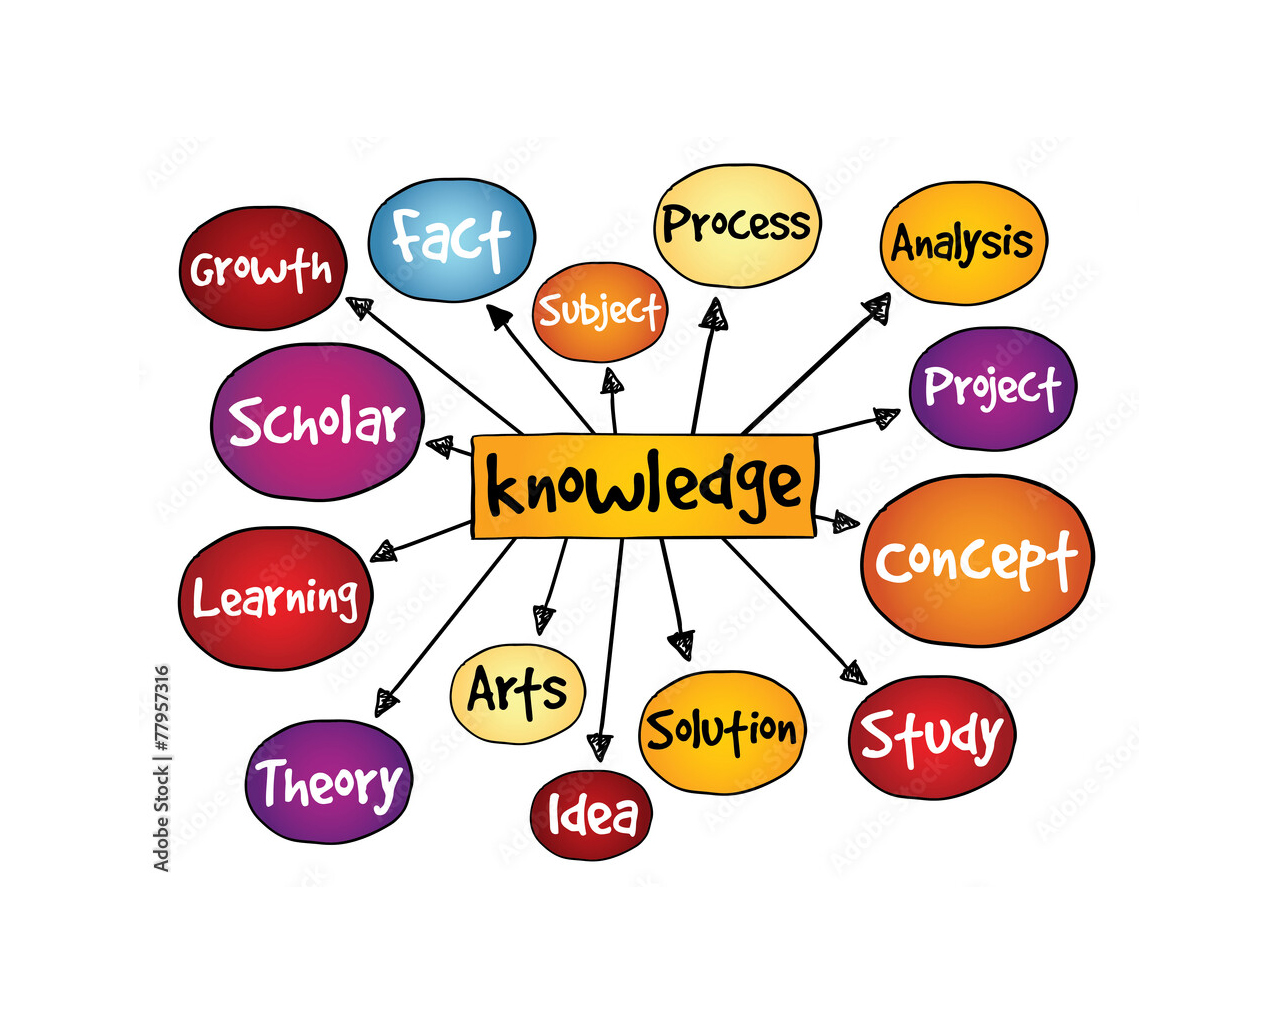 Process
Fact
Analysis
Growth
Subject
Project
Scholar
knowledge
Concept
Learning
Arts
Solution
Study
Theory
Idea
Adobe Stock | #77957316